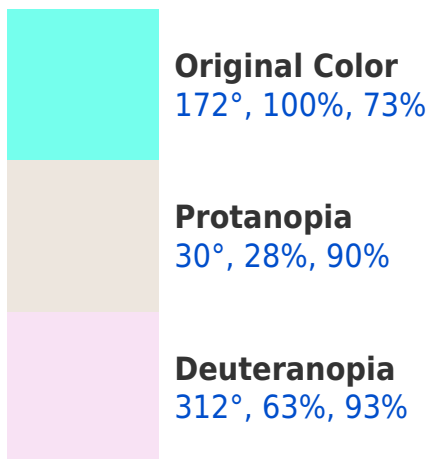 Original Color
172°, 100%, 73%
Protanopia
30°, 28%, 90%
Deuteranopia
312°, 63%, 93%